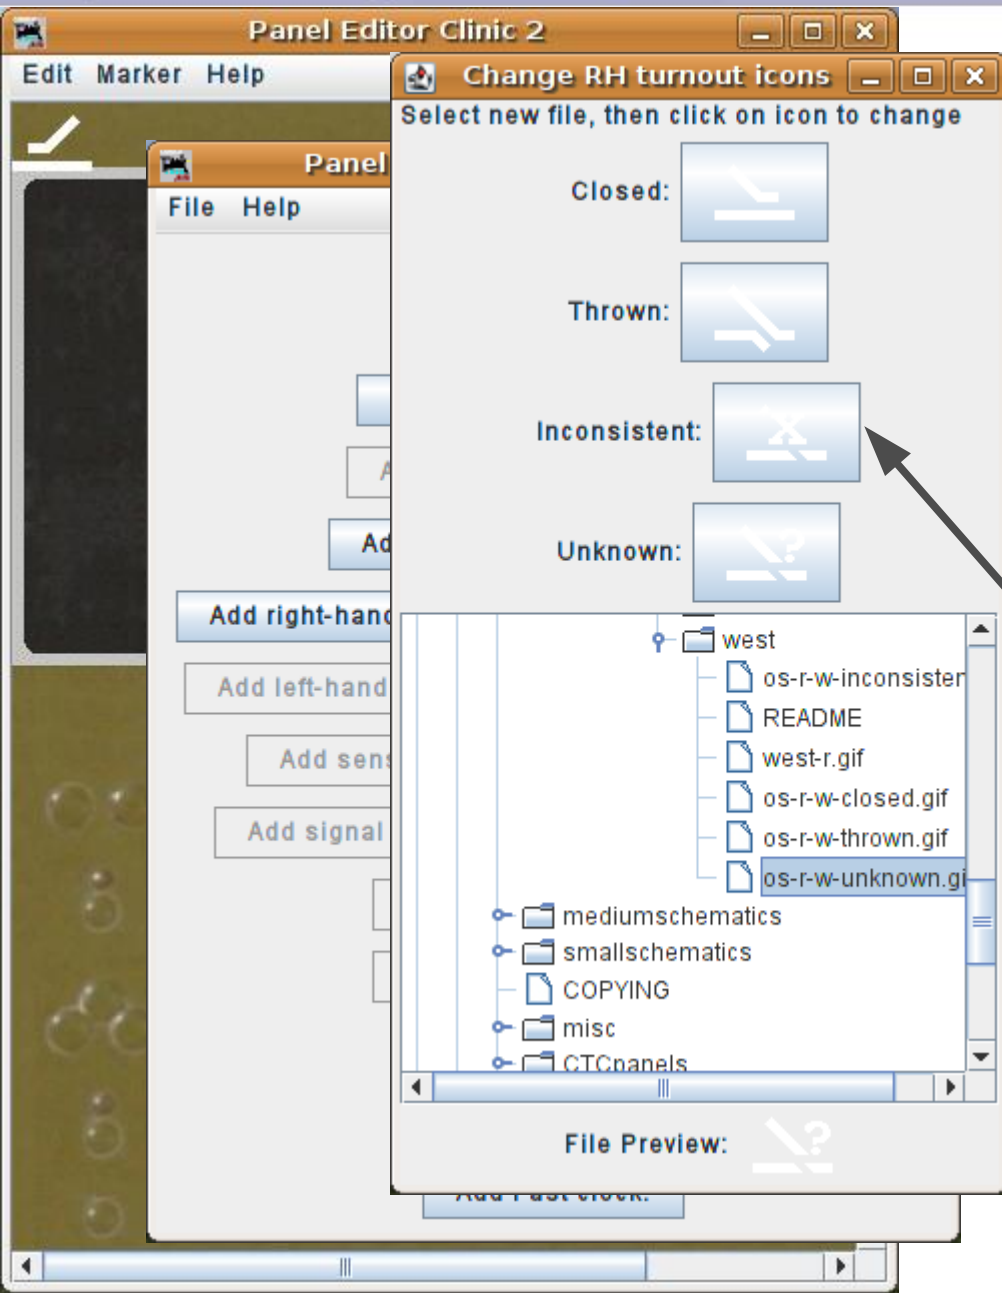 Panel Editor Clinic 2
Edit Marker Help
Change RH turnout icons
Select new file, then click on icon to change
Closed:
Thrown:
Inconsistent:
Unknown:
Panel
File Help
Add right-hand
Add left-hand
Add sens
Add signal
west
os-r-w-inconsisten
README
west-r.gif
os-r-w-closed.gif
os-r-w-thrown.gif
os-r-w-unknown.gi
mediumschematics
smallschematics
COPYING
misc
CTCpanels
File Preview: ?
Add Fast clock: